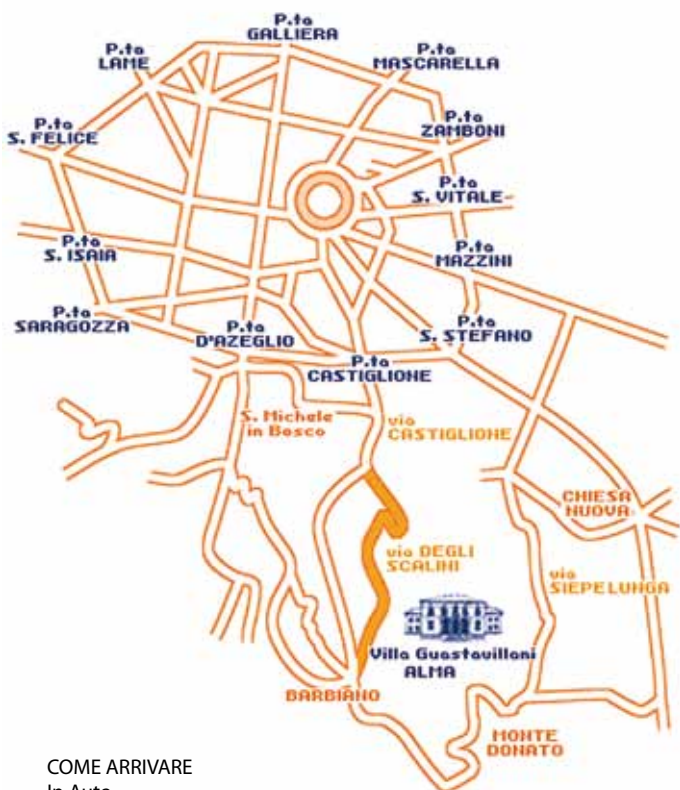 P.ta
GALLIERA
P.ta
LAME
P.ta
MASCARELLA
P.ta
S. FELICE
P.ta
ZAMBONI
P.ta
S. VITALE
P.ta
S. ISAIA
P.ta
MAZZINI
P.ta
SARAGOZZA
P.ta
D'AZEGLIO
P.ta
S. STEFANO
P.ta
CASTIGLIONE
S. Michele
in Bosco
via
CASTIGLIONE
CHIESA
NUOVA
via DEGLI
SCALINI
via
SIEPELUNGA
Villa Guastavillani
ALMA
BARBIANO
MONTE
DONATO
COME ARRIVARE
In Auto